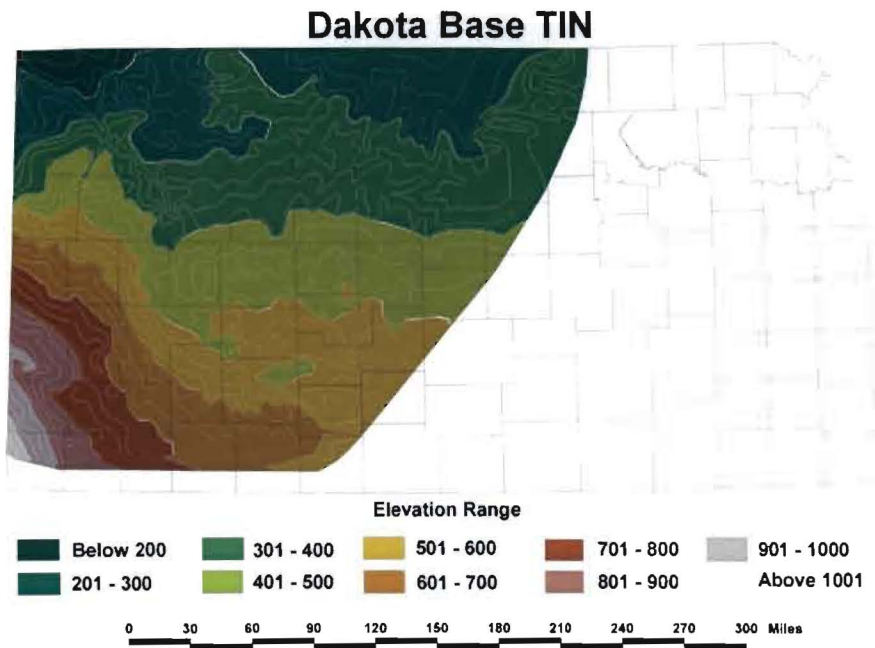 Dakota Base TIN
Elevation Range
Below 200
301 - 400
501 - 600
701 - 800
901 - 1000
201 - 300
401 - 500
601 - 700
801 - 900
Above 1001
0 30 60 90 120 150 180 210 240 270 300 Miles